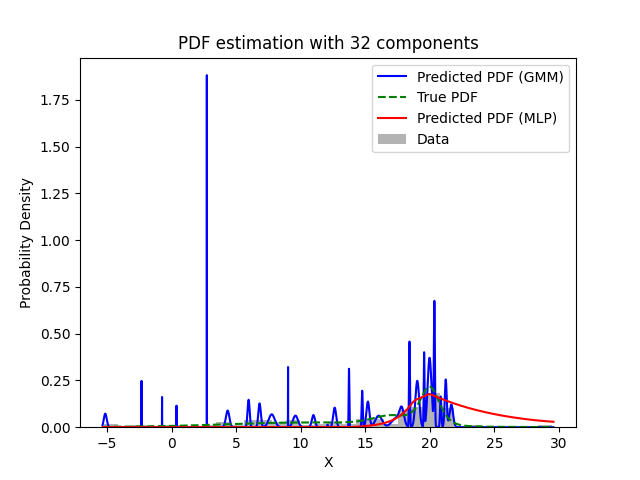 PDF estimation with 32 components
Predicted PDF (GMM)
True PDF
Predicted PDF (MLP)
Data
Probability Density
1.75
1.50
1.25
1.00
0.75
0.50
0.25
0.00
−5
0
5
10
15
20
25
30
X